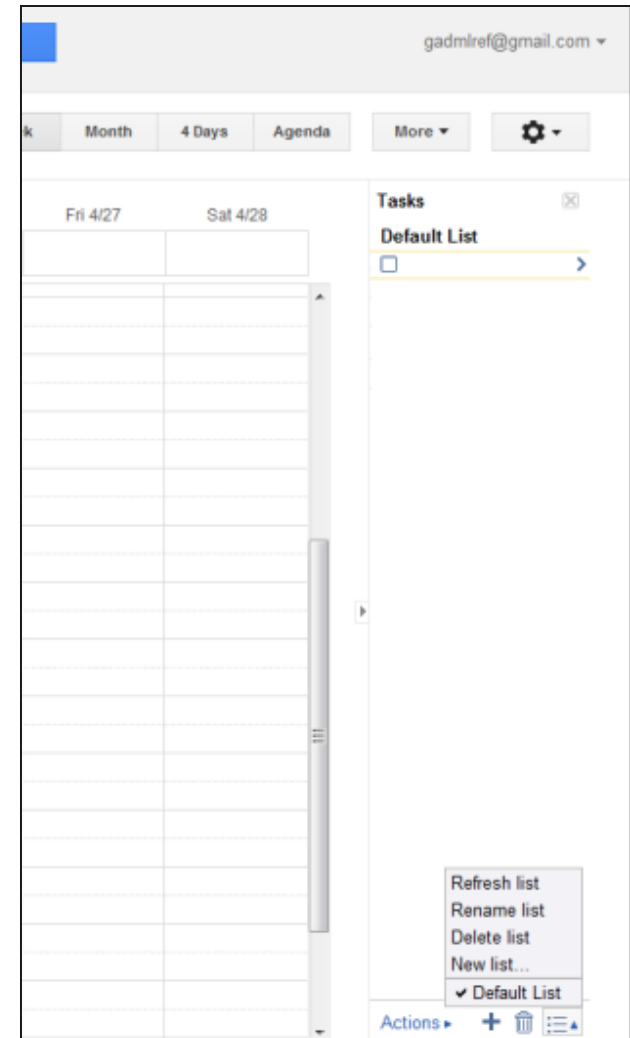 gadmlref@gmail.com
k Month 4 Days Agenda More
Fri 4/27 Sat 4/28
Tasks
Default List
Refresh list
Rename list
Delete list
New list...
Default List
Actions